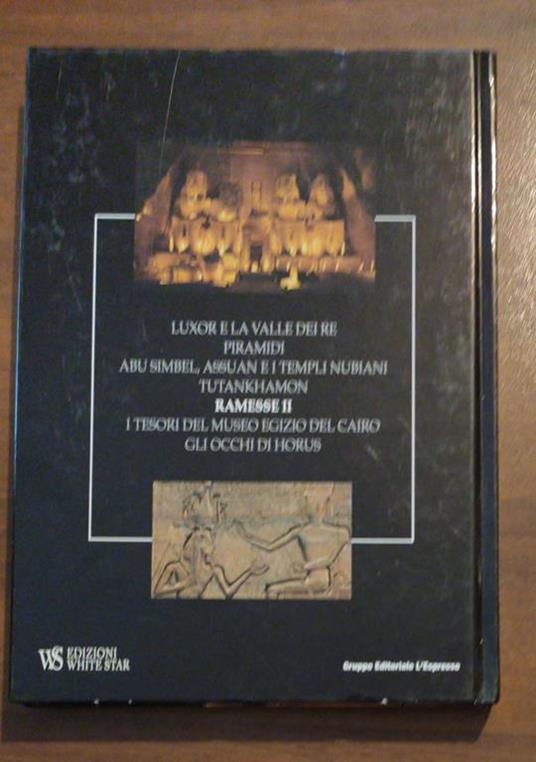 LUXOR E LA VALLE DEI RE
PIRAMIDI
ABU SIMBEL, ASSUAN E I TEMPLI NUBIANI
TUTANKHAMON
RAMESSE II
I TESORI DEL MUSEO EGIZIO DEL CAIRO
GLI OCCHI DI HORUS
WS EDIZIONI
WHITE STAR
Gruppo Editoriale L'Espresso